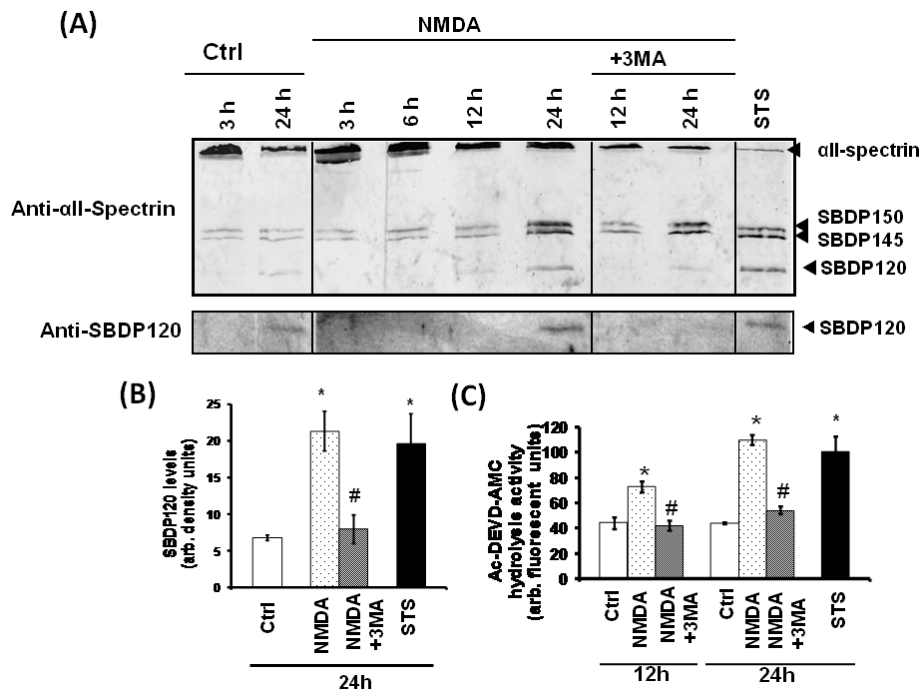 (A)
NMDA
Ctrl
+3MA
3 h
24 h
3 h
6 h
12 h
24 h
12 h
24 h
STS
Anti-αII-Spectrin
αII-spectrin
SBDP150
SBDP145
SBDP120
Anti-SBDP120
SBDP120
(B)
SBDP120 levels
(arb. density units)
25
20
15
10
5
0
*
#
*
Ctrl
NMDA
NMDA
+3MA
STS
24h
(C)
Ac-DEVD-AMC
hydrolysis activity
(arb. fluorescent units)
120
100
80
60
40
20
0
*
#
*
#
*
Ctrl
NMDA
NMDA
+3MA
Ctrl
NMDA
NMDA
+3MA
STS
12h
24h